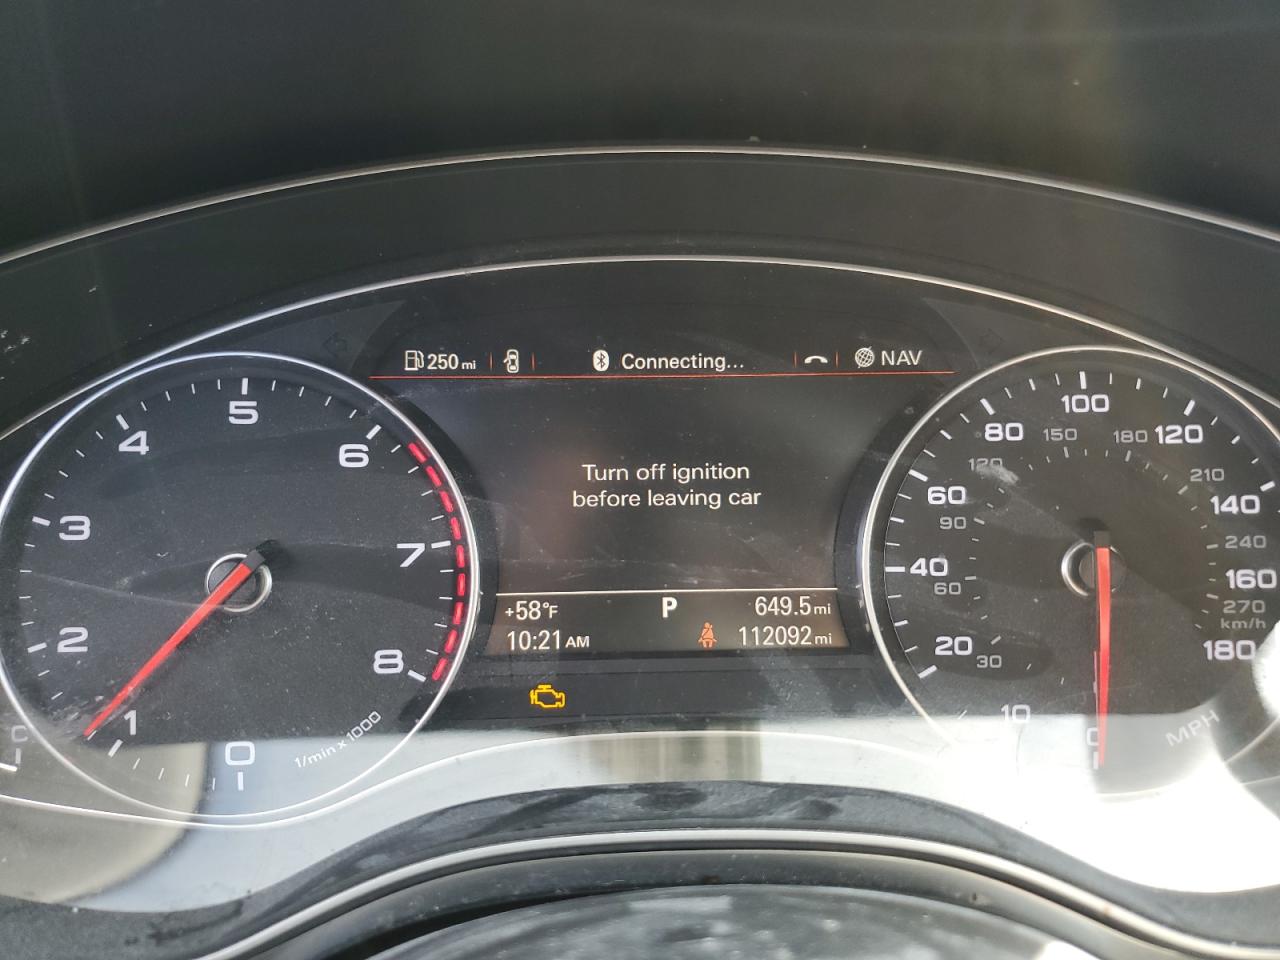 250 mi
Connecting...
NAV
Turn off ignition
before leaving car
+58°F
P
649.5 mi
10:21 AM
112092 mi
0
1
2
3
4
5
6
7
8
1/min x 1000
C
0
10
20
40
60
80
100
120
140
160
180
30
60
90
120
150
180
210
240
270
km/h
MPH